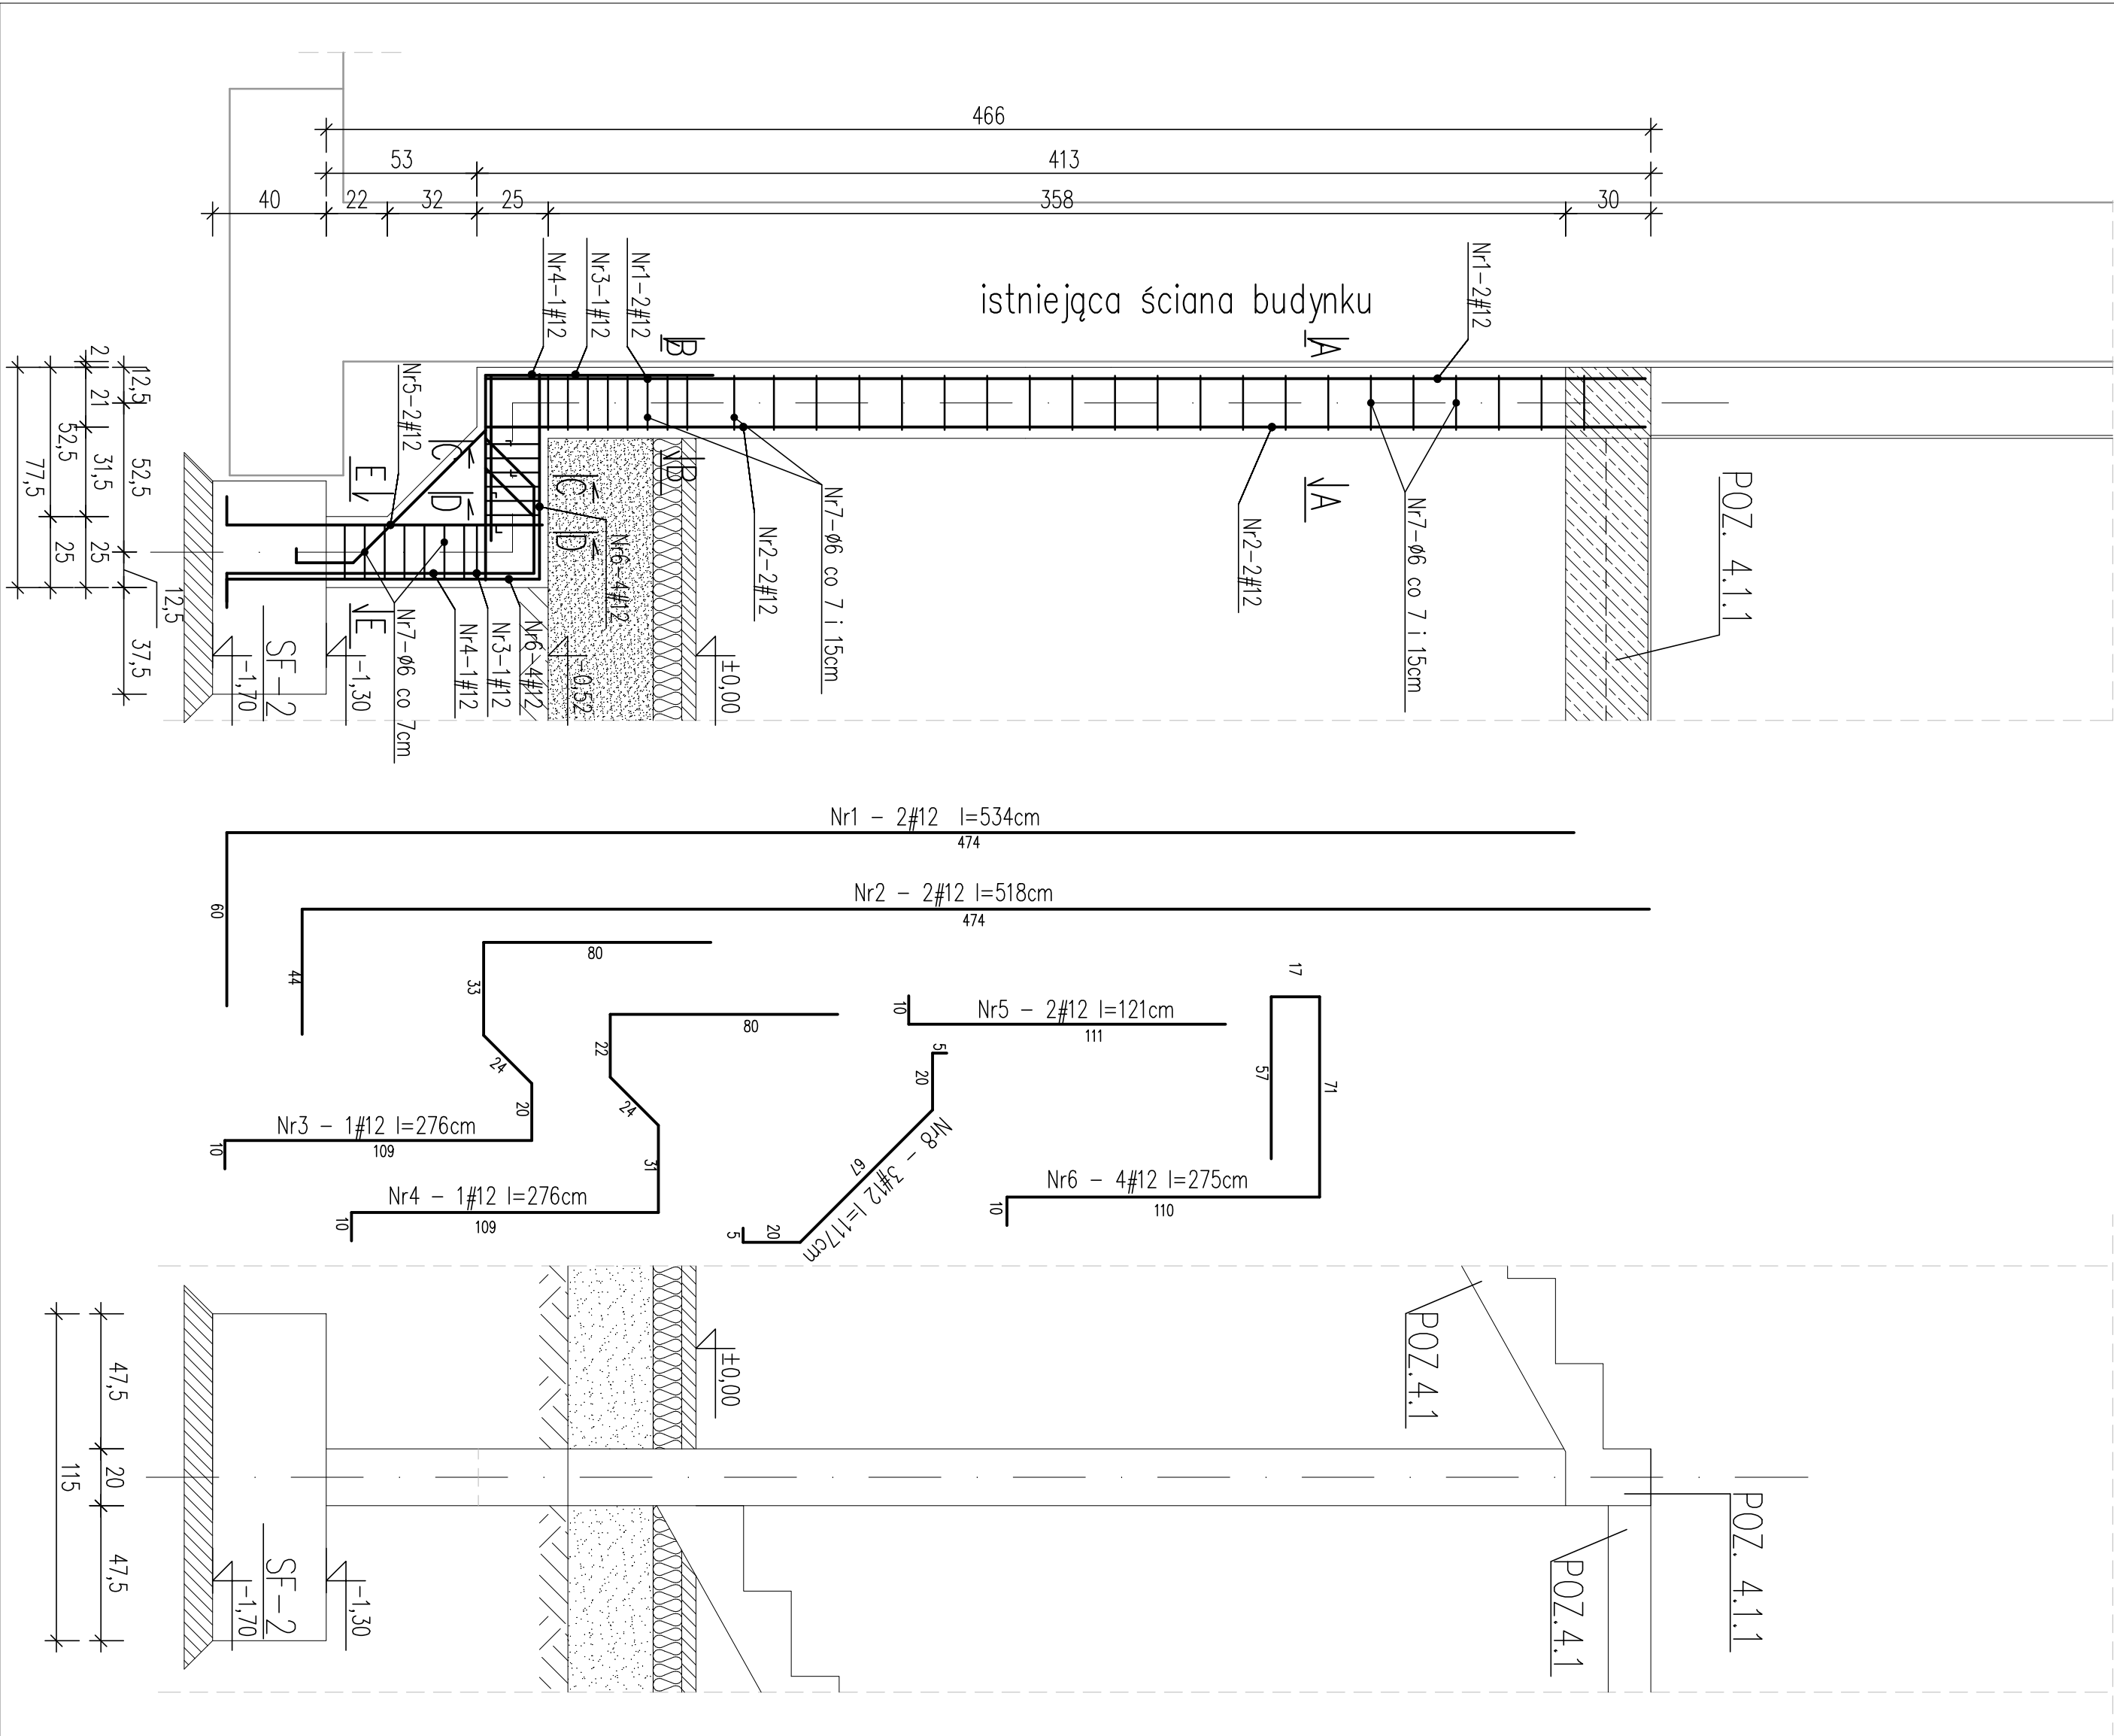 466
53
413
40
22
32
25
358
30
Nr4-1#12
Nr3-1#12
Nr1-2#12
Nr1-2#12
istniejąca ściana budynku
B
A
2
12,5
21
52,5
77,5
31,5
52,5
25
25
12,5
37,5
Nr5-2#12
C
D
E
E
C
D
B
A
Nr6-4#12
Nr7-ø6 co 7 i 15cm
Nr2-2#12
Nr2-2#12
Nr7-ø6 co 7 i 15cm
POZ. 4.1.1
Nr7-ø6 co 7cm
Nr4-1#12
Nr3-1#12
Nr6-4#12
-0,52
±0,00
SF-2
-1,30
-1,70
Nr1 - 2#12 l=534cm
474
60
Nr2 - 2#12 l=518cm
474
44
80
33
24
20
Nr3 - 1#12 l=276cm
109
10
80
22
24
31
Nr4 - 1#12 l=276cm
109
10
Nr5 - 2#12 l=121cm
111
10
5
20
67
Nr8 - 3#12 l=117cm
20
5
17
57
71
Nr6 - 4#12 l=275cm
110
10
±0,00
POZ.4.1
POZ. 4.1.1
POZ.4.1
47,5
20
47,5
115
SF-2
-1,30
-1,70